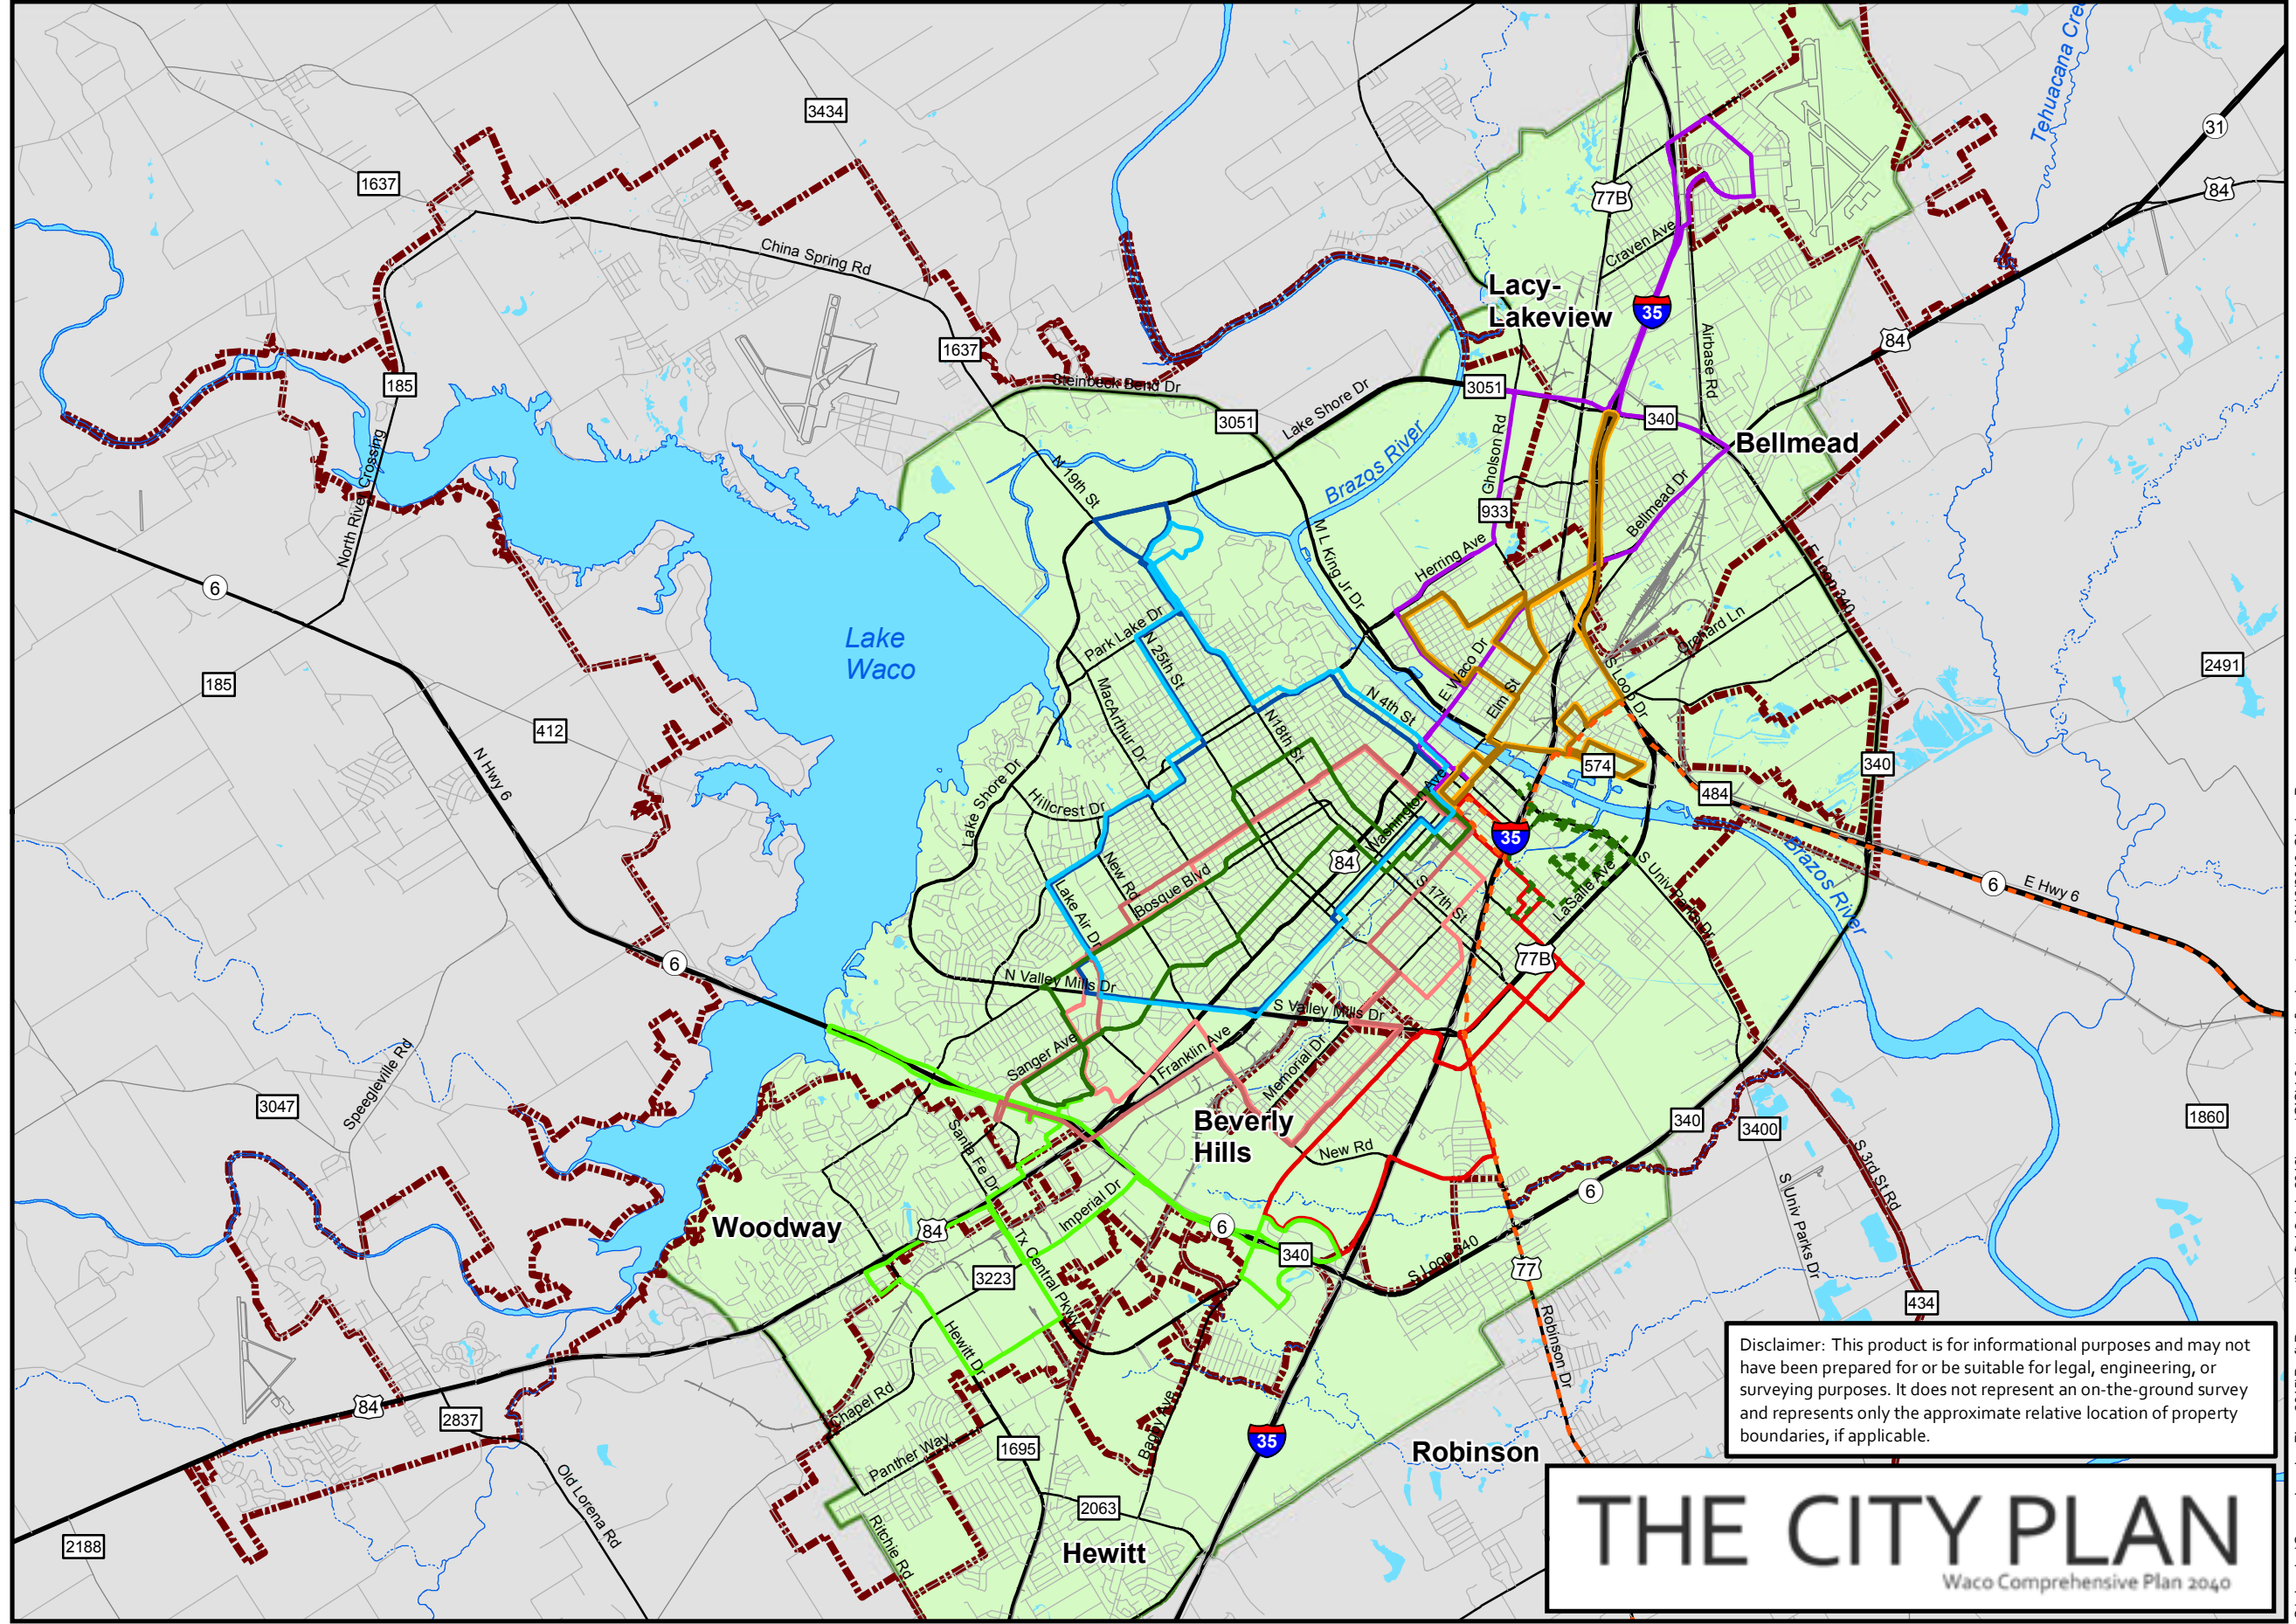 Tehuacana Cre
3434
31
1637
84
77B
China Spring Rd
Craven Ave
Lacy-
Lakeview
35
Airbase Rd
84
1637
185
Steinbeck Bend Dr
3051
Lake Shore Dr
3051
340
Bellmead
North River Crossing
N 19th St
Brazos River
Gholson Rd
933
Bellmead Dr
M L King Jr Dr
Herring Ave
E Loop 340
6
Lake
Waco
Park Lake Dr
N 25th St
Orchard Ln
2491
185
412
MacArthur Dr
E Waco Dr
Elm St
S Loop Dr
N 4th St
N18th St
N Hwy 6
Lake Shore Dr
Hillcrest Dr
574
340
484
Washington Ave
35
84
New Rd
Bosque Blvd
S 17th St
LaSalle Ave
S Univ Parks Dr
Brazos River
6
E Hwy 6
Lake Air Dr
77B
6
N Valley Mills Dr
S Valley Mills Dr
Sanger Ave
Franklin Ave
Memorial Dr
Speegleville Rd
3047
Beverly
Hills
340
3400
1860
Santa Fe Dr
New Rd
S 3rd St Rd
Imperial Dr
6
S Univ Parks Dr
Woodway
84
6
340
Tx Central Pkwy
3223
S Loop 340
77
434
Hewitt Dr
Robinson Dr
Chapel Rd
84
2837
Bagby Ave
35
Robinson
1695
Panther Way
Old Lorena Rd
2063
Ritchie Rd
Hewitt
2188
Disclaimer: This product is for informational purposes and may not
have been prepared for or be suitable for legal, engineering, or
surveying purposes. It does not represent an on-the-ground survey
and represents only the approximate relative location of property
boundaries, if applicable.
THE CITY PLAN
Waco Comprehensive Plan 2040